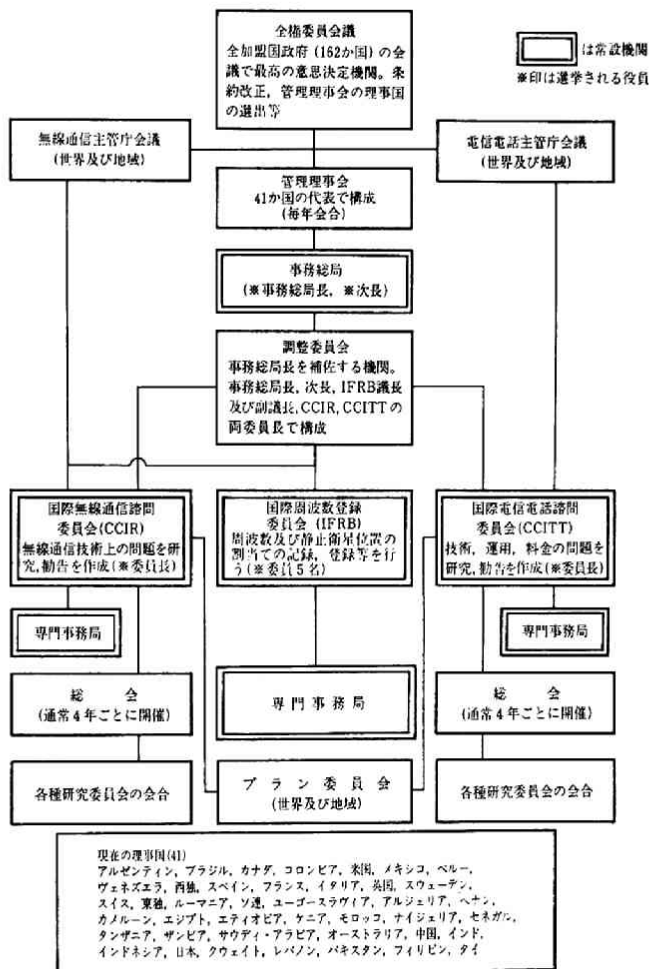 全権委員会議
全加盟国政府(162か国)の会
議で最高の意思決定機関。条
約改正, 管理理事会の理事国
の選出等
は常設機関
※印は選挙される役員
無線通信主管庁会議
(世界及び地域)
電信電話主管庁会議
(世界及び地域)
管理理事会
41か国の代表で構成
(毎年会合)
事務総局
(※事務総局長, ※次長)
調整委員会
事務総局長を補佐する機関。
事務総局長, 次長, IFRB議長
及び副議長, CCIR, CCITTの
両委員長で構成
国際無線通信諮問
委員会(CCIR)
無線通信技術上の問題を研
究, 勧告を作成(※委員長)
国際周波数登録
委員会(IFRB)
周波数及び静止衛星位置の
割当ての記録, 登録等を行
う(※委員5名)
国際電信電話諮問
委員会(CCITT)
技術, 運用, 料金の問題を
研究, 勧告を作成(※委員長)
専門事務局
専門事務局
専門事務局
総 会
(通常4年ごとに開催)
総 会
(通常4年ごとに開催)
各種研究委員会の会合
プラン委員会
(世界及び地域)
各種研究委員会の会合
現在の理事国(41)
アルゼンティン, ブラジル, カナダ, コロンビア, 米国, メキシコ, ペルー,
ヴェネズエラ, 西独, スペイン, フランス, イタリア, 英国, スウェーデン,
スイス, 東独, ルーマニア, ソ連, ユーゴースラヴィア, アルジェリア, ベナン,
カメルーン, エジプト, エティオピア, ケニア, モロッコ, ナイジェリア, セネガル,
タンザニア, ザンビア, サウディ・アラビア, オーストラリア, 中国, インド,
インドネシア, 日本, クウェイト, レバノン, パキスタン, フィリピン, タイ